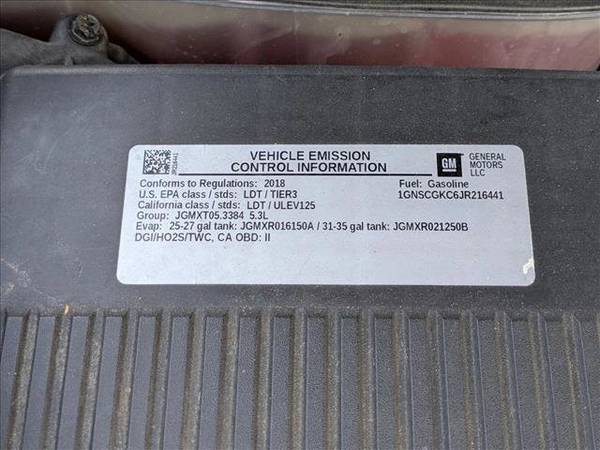 VEHICLE EMISSION
CONTROL INFORMATION
GM
GENERAL
MOTORS
LLC
JR216441
Conforms to Regulations: 2018
Fuel: Gasoline
U.S. EPA class / stds: LDT / TIER3
1GNSCGKC6JR216441
California class / stds: LDT / ULEV125
Group: JGMXT05.3384 5.3L
Evap: 25-27 gal tank: JGMXR016150A / 31-35 gal tank: JGMXR021250B
DGI/HO2S/TWC, CA OBD: II